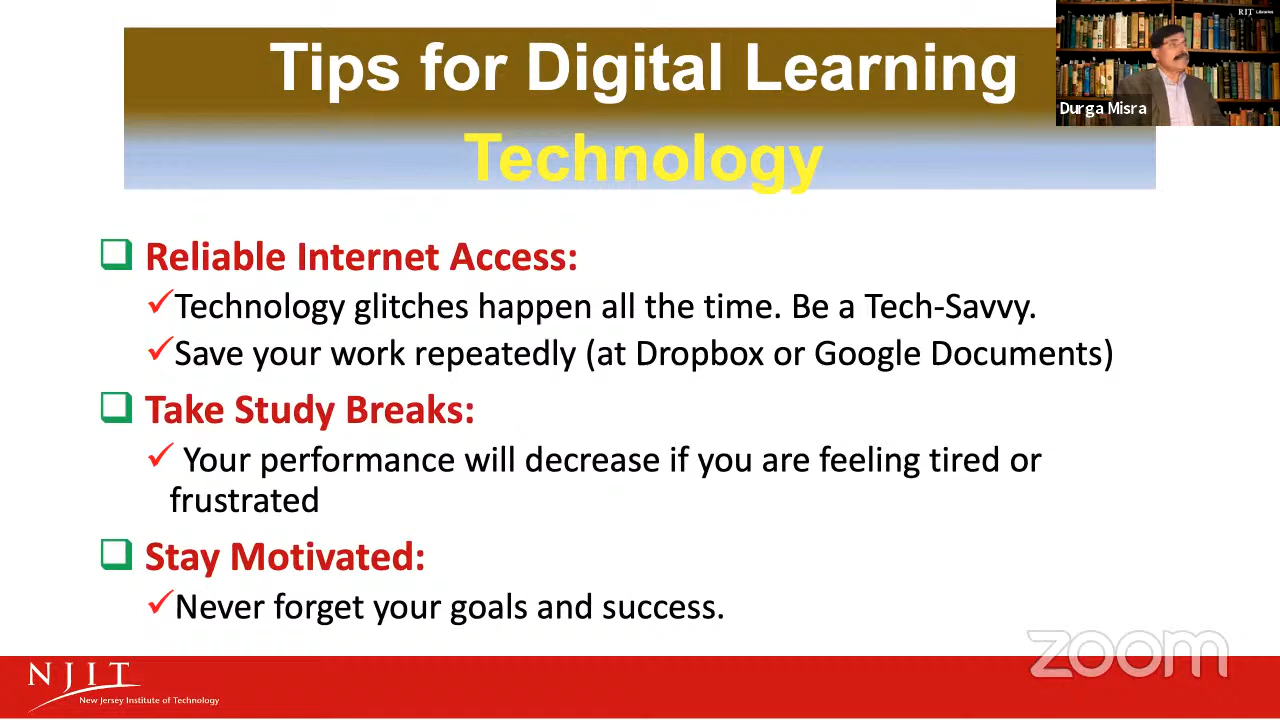 Tips for Digital Learning
Technology
RIT Libraries
Durga Misra
Reliable Internet Access:
Technology glitches happen all the time. Be a Tech-Savvy.
Save your work repeatedly (at Dropbox or Google Documents)
Take Study Breaks:
Your performance will decrease if you are feeling tired or
frustrated
Stay Motivated:
Never forget your goals and success.
zoom
NJIT
New Jersey Institute of Technology